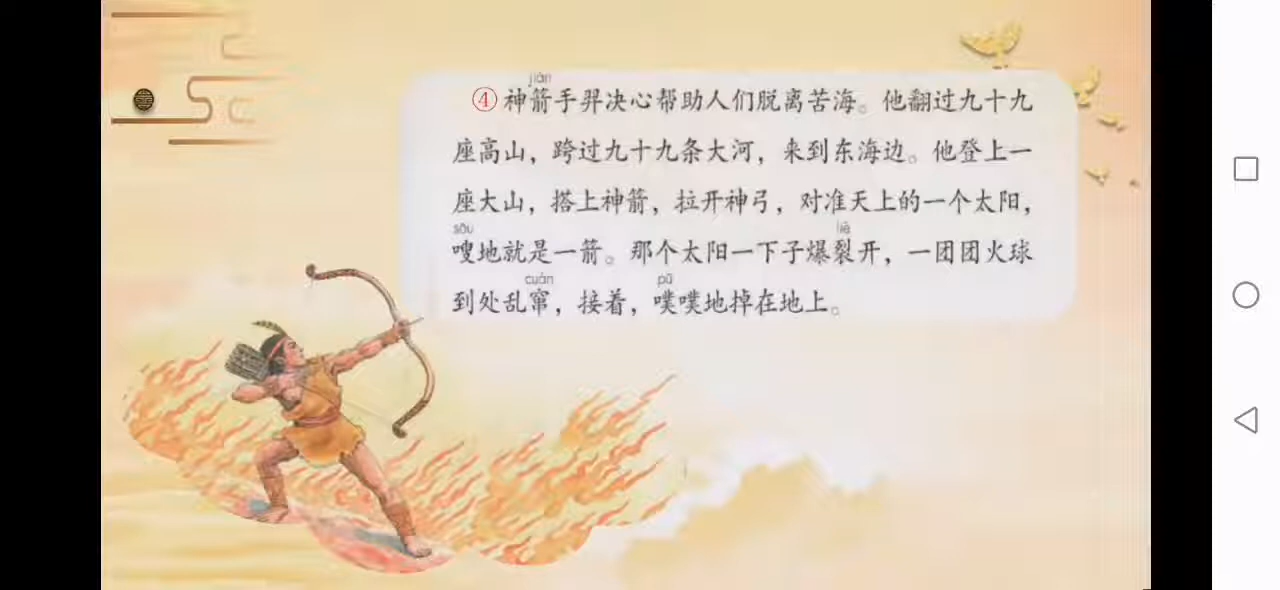 jiàn
④神箭手羿决心帮助人们脱离苦海。他翻过九十九
座高山，跨过九十九条大河，来到东海边。他登上一
座大山，搭上神箭，拉开神弓，对准天上的一个太阳，
sōu liè
嗖地就是一箭。那个太阳一下子爆裂开，一团团火球
cuàn pū
到处乱窜，接着，噗噗地掉在地上。